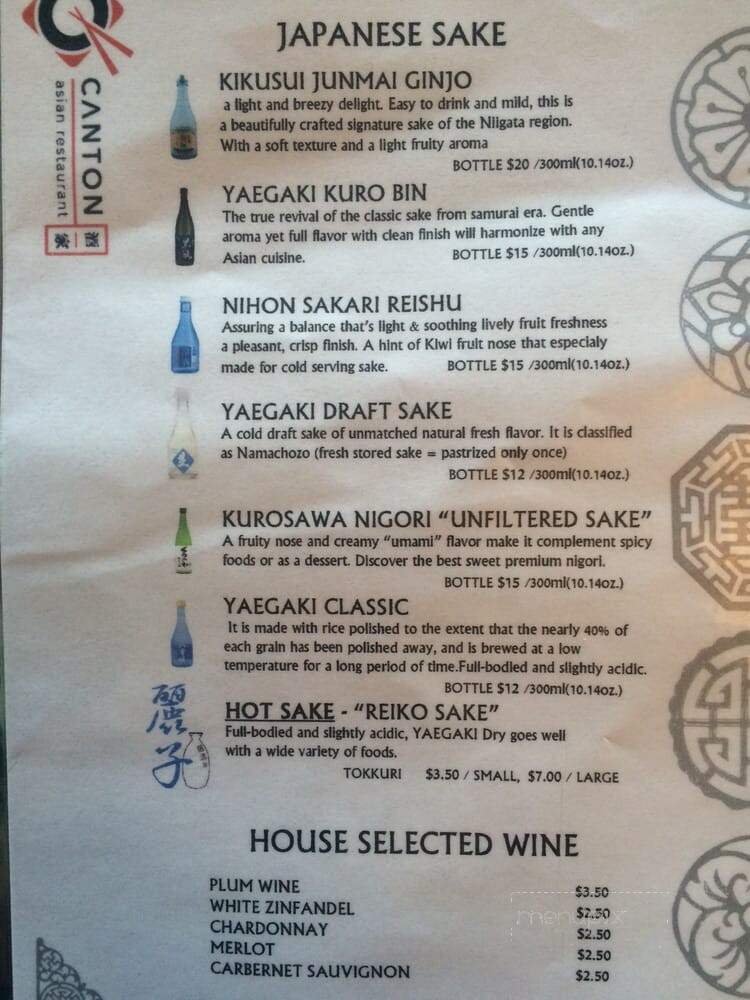 JAPANESE SAKE
CANTON
asian restaurant
酒家
KIKUSUI JUNMAI GINJO
a light and breezy delight. Easy to drink and mild, this is
a beautifully crafted signature sake of the Niigata region.
With a soft texture and a light fruity aroma
BOTTLE $20 /300ml(10.14oz.)
YAEGAKI KURO BIN
The true revival of the classic sake from samurai era. Gentle
aroma yet full flavor with clean finish will harmonize with any
Asian cuisine. BOTTLE $15 /300ml(10.14oz.)
NIHON SAKARI REISHU
Assuring a balance that's light & soothing lively fruit freshness
a pleasant, crisp finish. A hint of Kiwi fruit nose that especialy
made for cold serving sake. BOTTLE $15 /300ml(10.14oz.)
YAEGAKI DRAFT SAKE
A cold draft sake of unmatched natural fresh flavor. It is classified
as Namachozo (fresh stored sake = pastrized only once)
BOTTLE $12 /300ml(10.14oz.)
KUROSAWA NIGORI “UNFILTERED SAKE”
A fruity nose and creamy “umami” flavor make it complement spicy
foods or as a dessert. Discover the best sweet premium nigori.
BOTTLE $15 /300ml(10.14oz.)
YAEGAKI CLASSIC
It is made with rice polished to the extent that the nearly 40% of
each grain has been polished away, and is brewed at a low
temperature for a long period of time.Full-bodied and slightly acidic.
BOTTLE $12 /300ml(10.14oz.)
麗子
HOT SAKE - “REIKO SAKE”
Full-bodied and slightly acidic, YAEGAKI Dry goes well
with a wide variety of foods.
TOKKURI $3.50 / SMALL, $7.00 / LARGE
HOUSE SELECTED WINE
PLUM WINE $3.50
WHITE ZINFANDEL $2.50
CHARDONNAY $2.50
MERLOT $2.50
CARBERNET SAUVIGNON $2.50